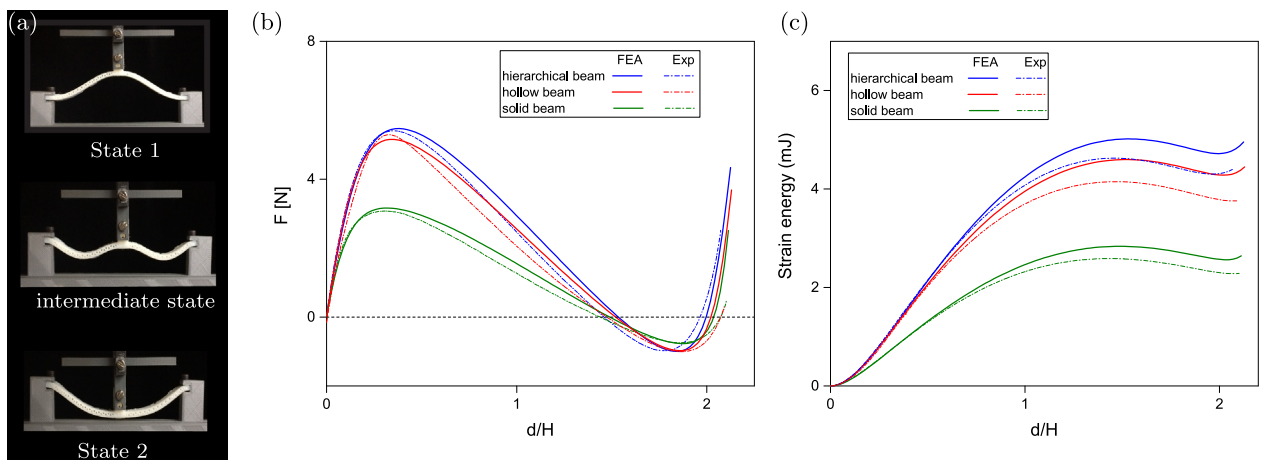 (a)
State 1
intermediate state
State 2
(b)
8
4
0
F [N]
FEA Exp
hierarchical beam
hollow beam
solid beam
0 1 2
d/H
(c)
6
4
2
0
Strain energy (mJ)
FEA Exp
hierarchical beam
hollow beam
solid beam
0 1 2
d/H